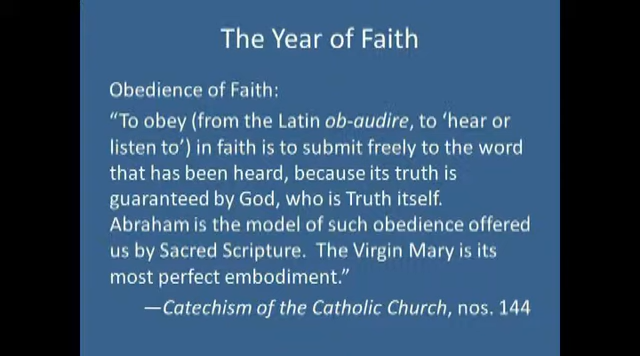 The Year of Faith
Obedience of Faith:
“To obey (from the Latin ob-audire, to ‘hear or
listen to’) in faith is to submit freely to the word
that has been heard, because its truth is
guaranteed by God, who is Truth itself.
Abraham is the model of such obedience offered
us by Sacred Scripture.  The Virgin Mary is its
most perfect embodiment.”
—Catechism of the Catholic Church, nos. 144